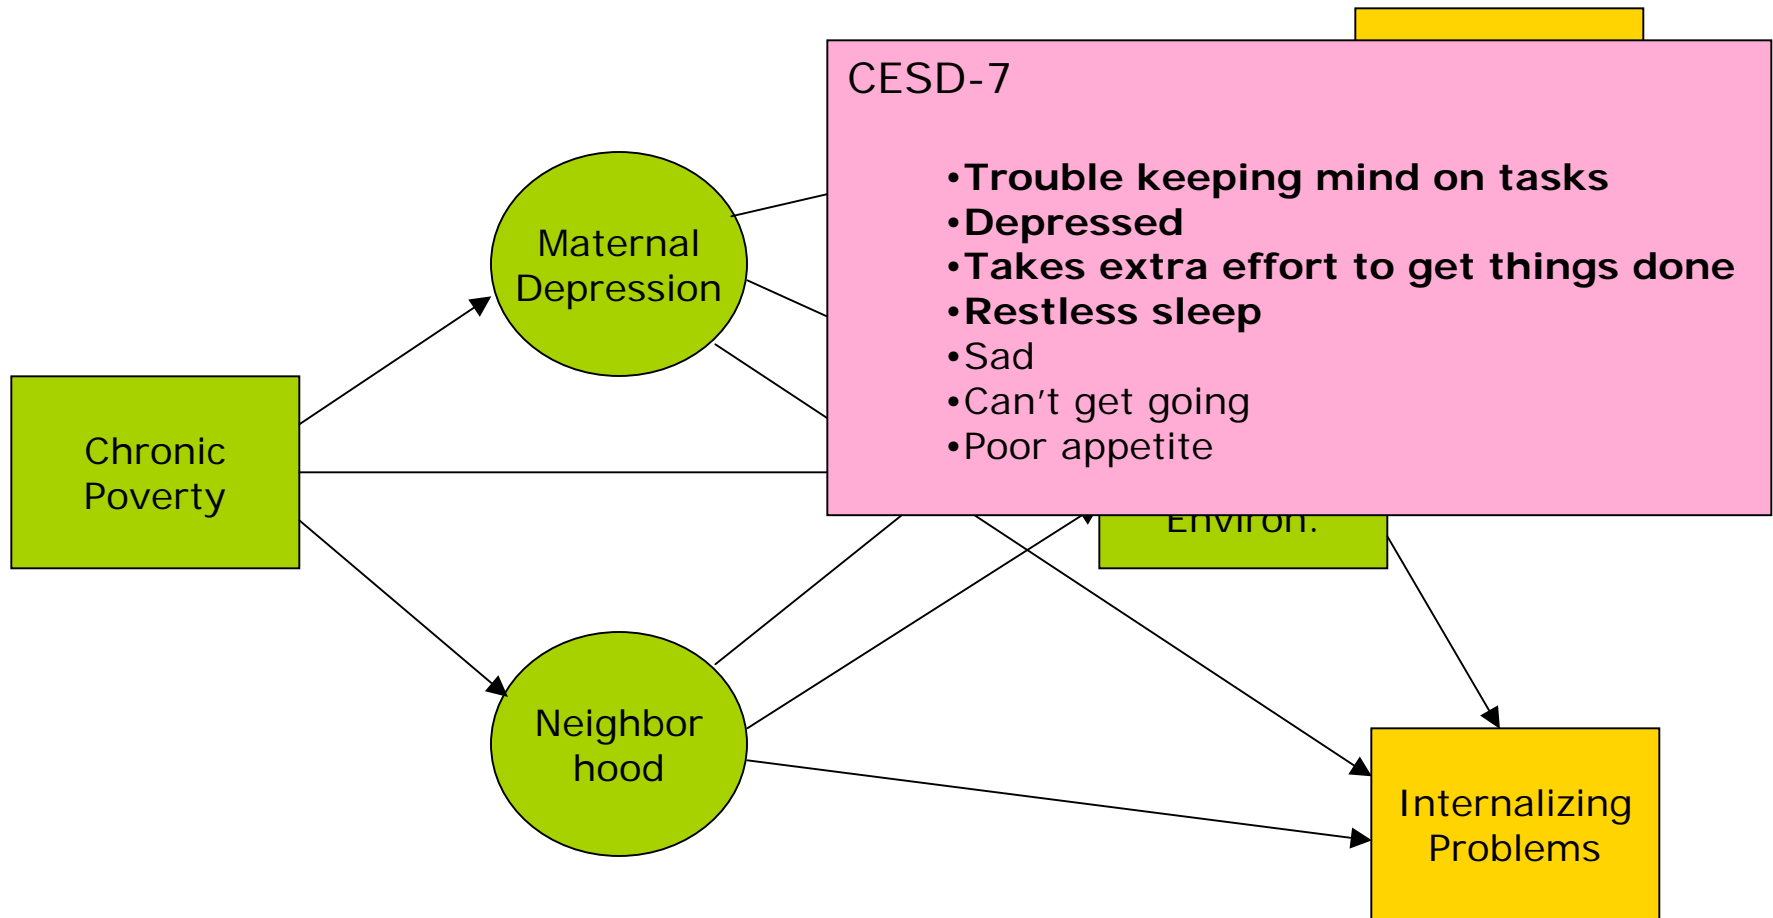 CESD-7
•Trouble keeping mind on tasks
•Depressed
•Takes extra effort to get things done
•Restless sleep
•Sad
•Can't get going
•Poor appetite
Maternal
Depression
Chronic
Poverty
Environ.
Neighbor
hood
Internalizing
Problems